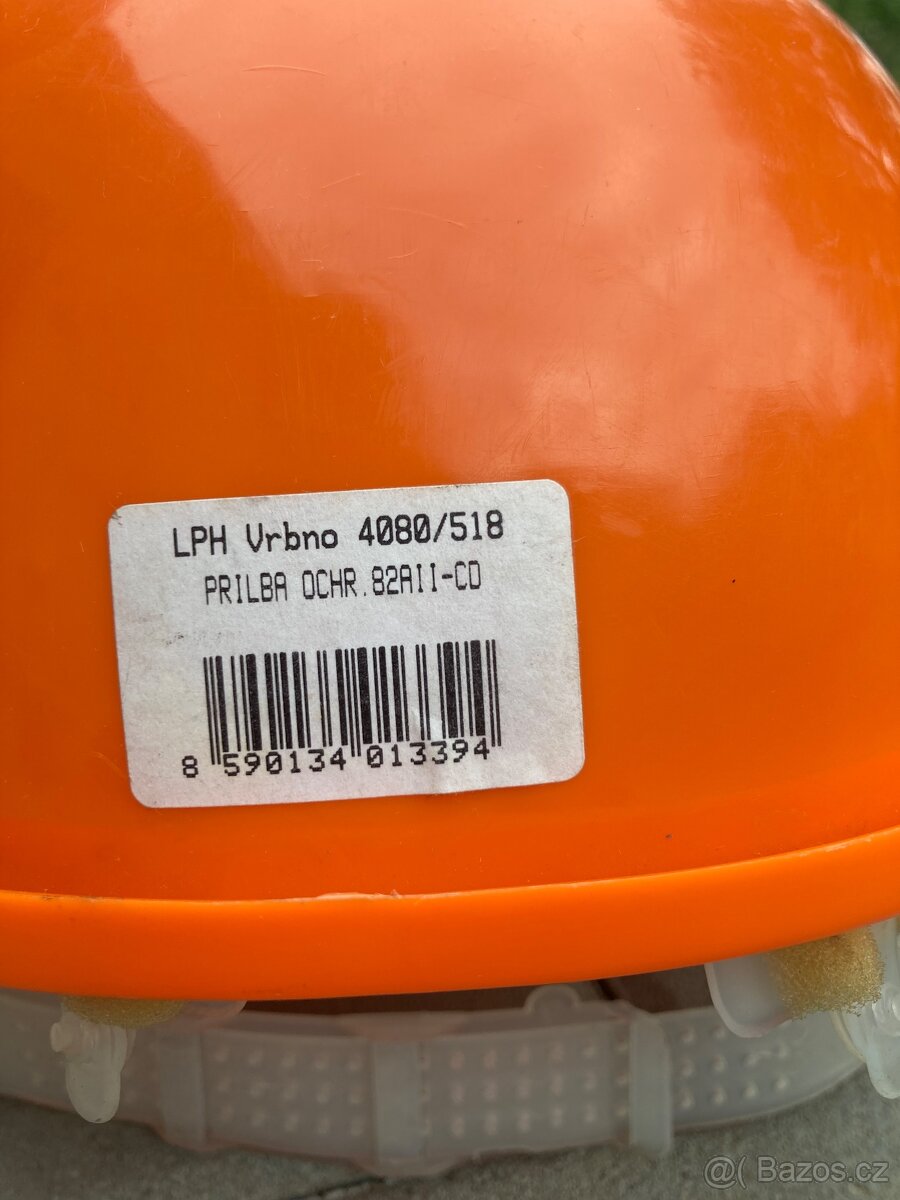 LPH Vrbno 4080/518
PRILBA OCHR.82AII-CD
8 590134 013394
@( Bazos.cz